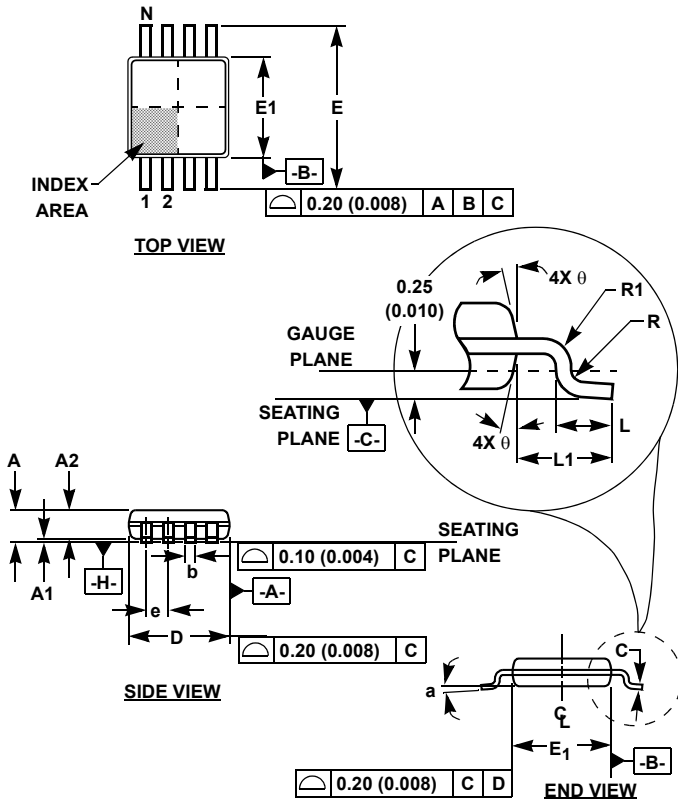 N
E1
E
-B-
INDEX
AREA
1 2
0.20 (0.008) A B C
TOP VIEW
0.25
(0.010)
4X θ
R1
R
GAUGE
PLANE
SEATING
PLANE
-C-
4X θ
L
L1
A
A2
SEATING
PLANE
A1
-H-
b
0.10 (0.004) C
-A-
e
D
0.20 (0.008) C
SIDE VIEW
C
a
CL
E1
-B-
0.20 (0.008) C D
END VIEW